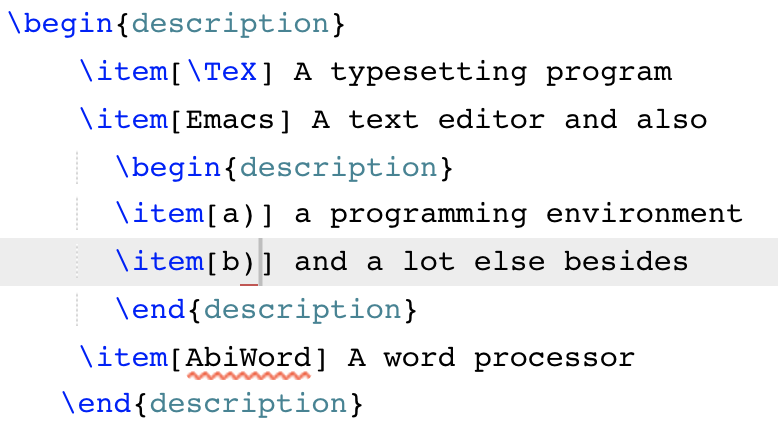 \begin{description}
\item[\TeX] A typesetting program
\item[Emacs] A text editor and also
\begin{description}
\item[a)] a programming environment
\item[b)] and a lot else besides
\end{description}
\item[AbiWord] A word processor
\end{description}